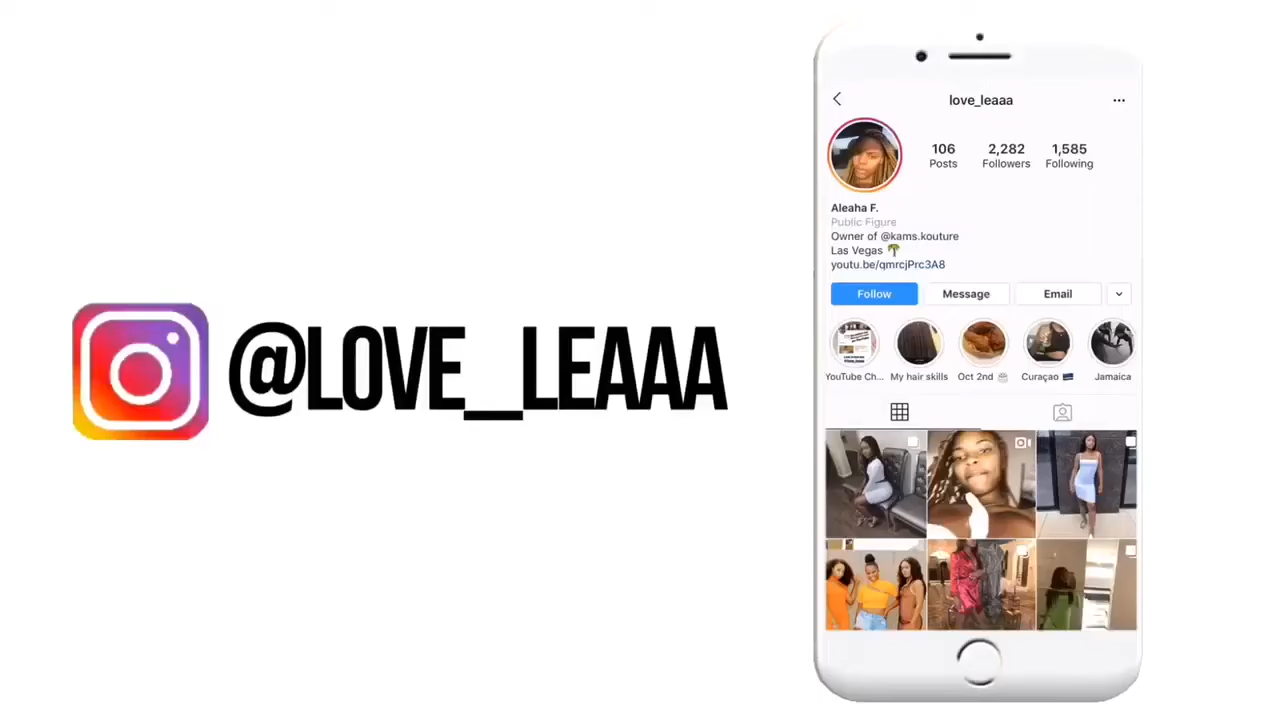 @LOVE_LEAAA
love_leaaa
106 2,282 1,585
Posts Followers Following
Aleaha F.
Public Figure
Owner of @kams.kouture
Las Vegas
youtu.be/qmrcjPrc3A8
Follow Message Email
YouTube Ch... My hair skills Oct 2nd Curaçao Jamaica